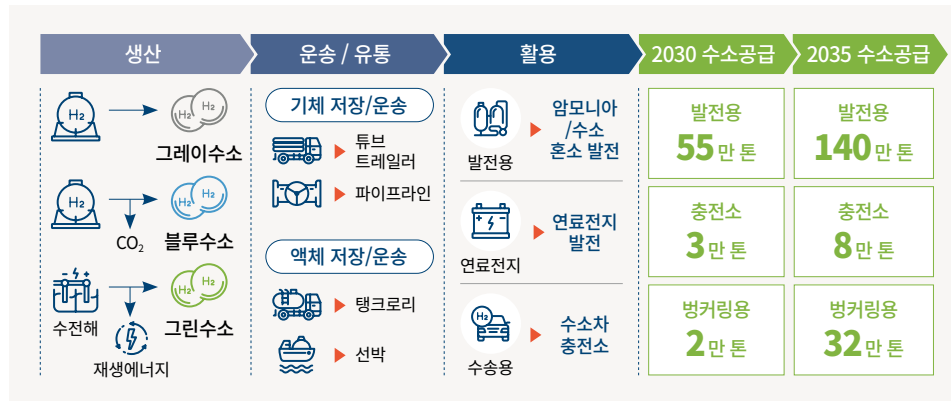 생산
운송 / 유통
활용
2030 수소공급
2035 수소공급
H₂
H₂
H₂
그레이수소
H₂
CO₂
H₂
H₂
블루수소
수전해
재생에너지
H₂
H₂
그린수소
기체 저장/운송
튜브
트레일러
파이프라인
액체 저장/운송
탱크로리
선박
발전용
암모니아
/수소
혼소 발전
연료전지
연료전지
발전
H₂
수송용
수소차
충전소
발전용
55만 톤
충전소
3만 톤
벙커링용
2만 톤
발전용
140만 톤
충전소
8만 톤
벙커링용
32만 톤